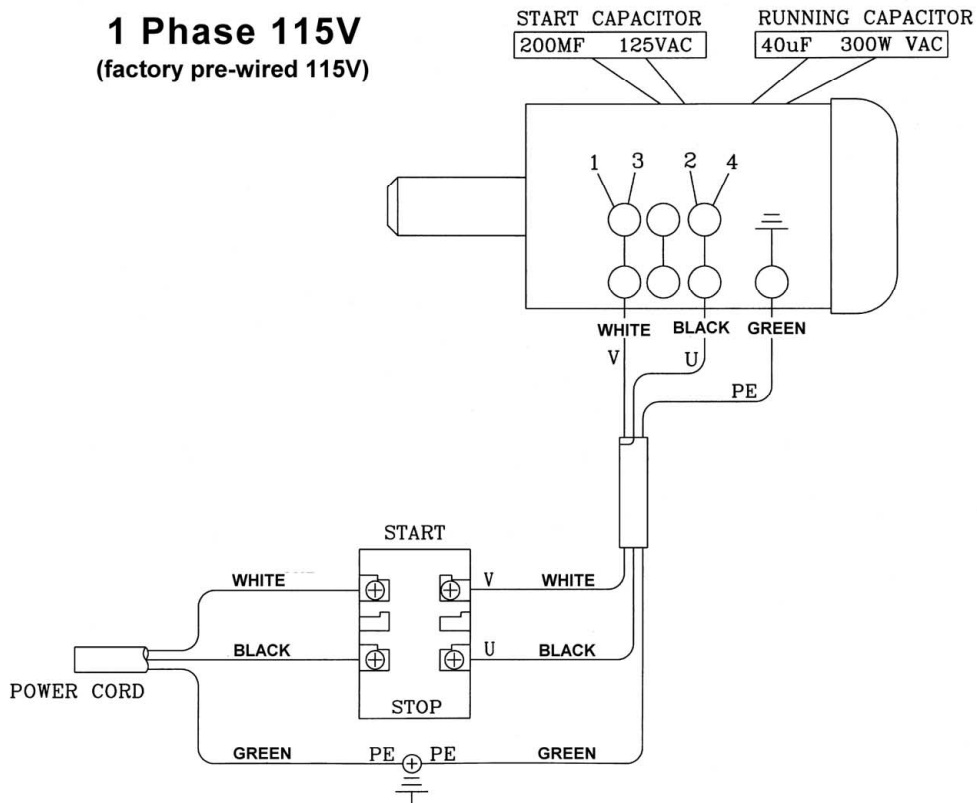 1 Phase 115V
(factory pre-wired 115V)
START CAPACITOR
200MF 125VAC
RUNNING CAPACITOR
40uF 300W VAC
1 3 2 4
WHITE BLACK GREEN
V U
PE
START
WHITE V WHITE
BLACK U BLACK
POWER CORD
STOP
GREEN PE PE GREEN